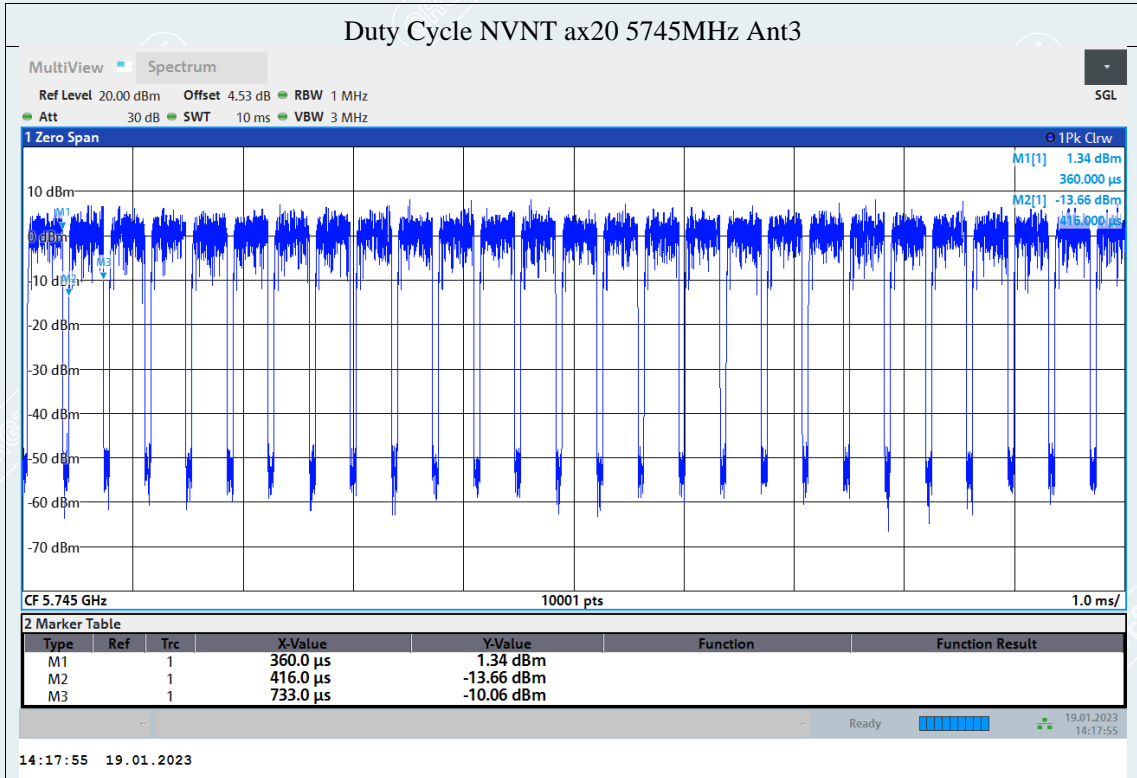 Duty Cycle NVNT ax20 5745MHz Ant3
MultiView Spectrum
Ref Level 20.00 dBm Offset 4.53 dB RBW 1 MHz SGL
Att 30 dB SWT 10 ms VBW 3 MHz
1 Zero Span 1Pk Clrw
M1[1] 1.34 dBm
360.000 µs
10 dBm
M2[1] -13.66 dBm
M1 416.000 µs
0 dBm
M3
-10 dBm M2
-20 dBm
-30 dBm
-40 dBm
-50 dBm
-60 dBm
-70 dBm
CF 5.745 GHz 10001 pts 1.0 ms/
2 Marker Table
Type Ref Trc X-Value Y-Value Function Function Result
M1 1 360.0 µs 1.34 dBm
M2 1 416.0 µs -13.66 dBm
M3 1 733.0 µs -10.06 dBm
Ready 19.01.2023
14:17:55
14:17:55 19.01.2023